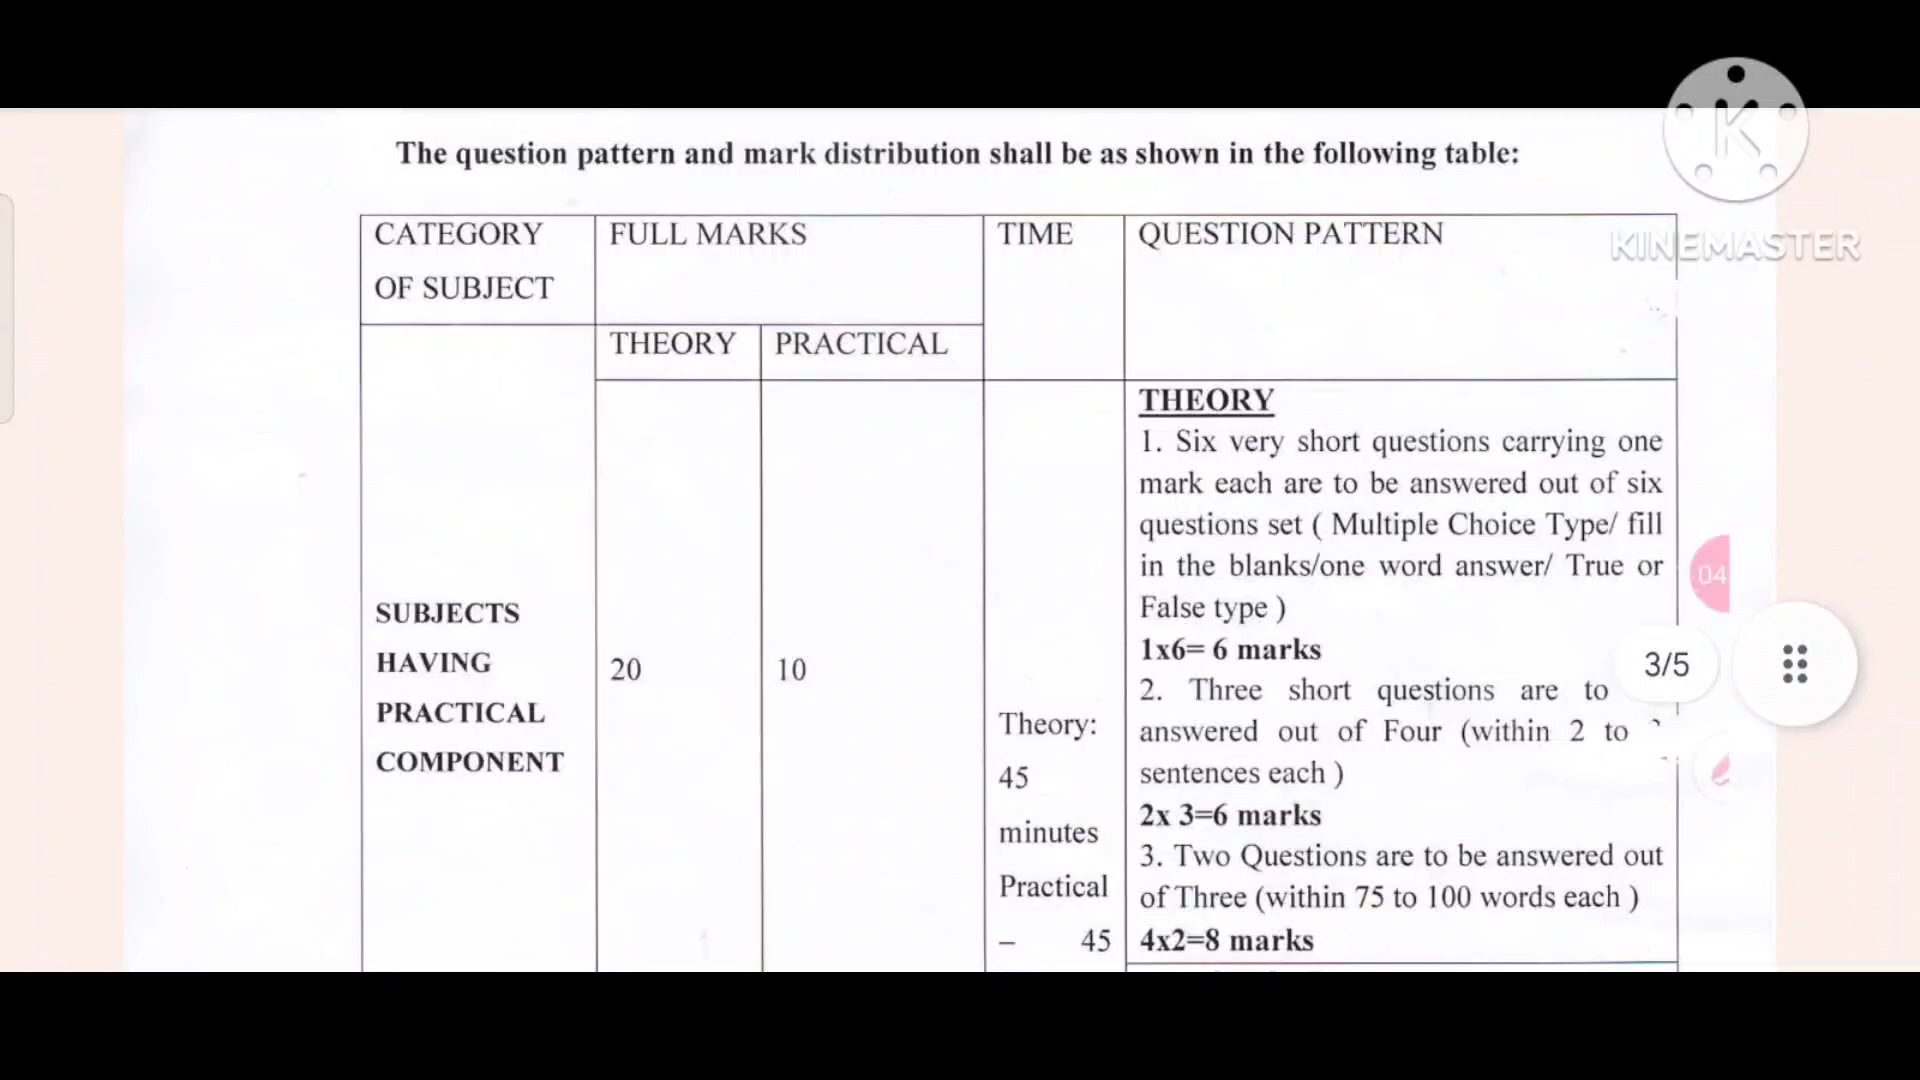 The question pattern and mark distribution shall be as shown in the following table:
K
KINEMASTER
CATEGORY
OF SUBJECT
FULL MARKS
TIME
QUESTION PATTERN
THEORY
PRACTICAL
SUBJECTS
HAVING
PRACTICAL
COMPONENT
20
10
Theory:
45
minutes
Practical
– 45
THEORY
1. Six very short questions carrying one
mark each are to be answered out of six
questions set ( Multiple Choice Type/ fill
in the blanks/one word answer/ True or
False type )
1x6= 6 marks
2. Three short questions are to
answered out of Four (within 2 to
sentences each )
2x 3=6 marks
3. Two Questions are to be answered out
of Three (within 75 to 100 words each )
4x2=8 marks
04
3/5